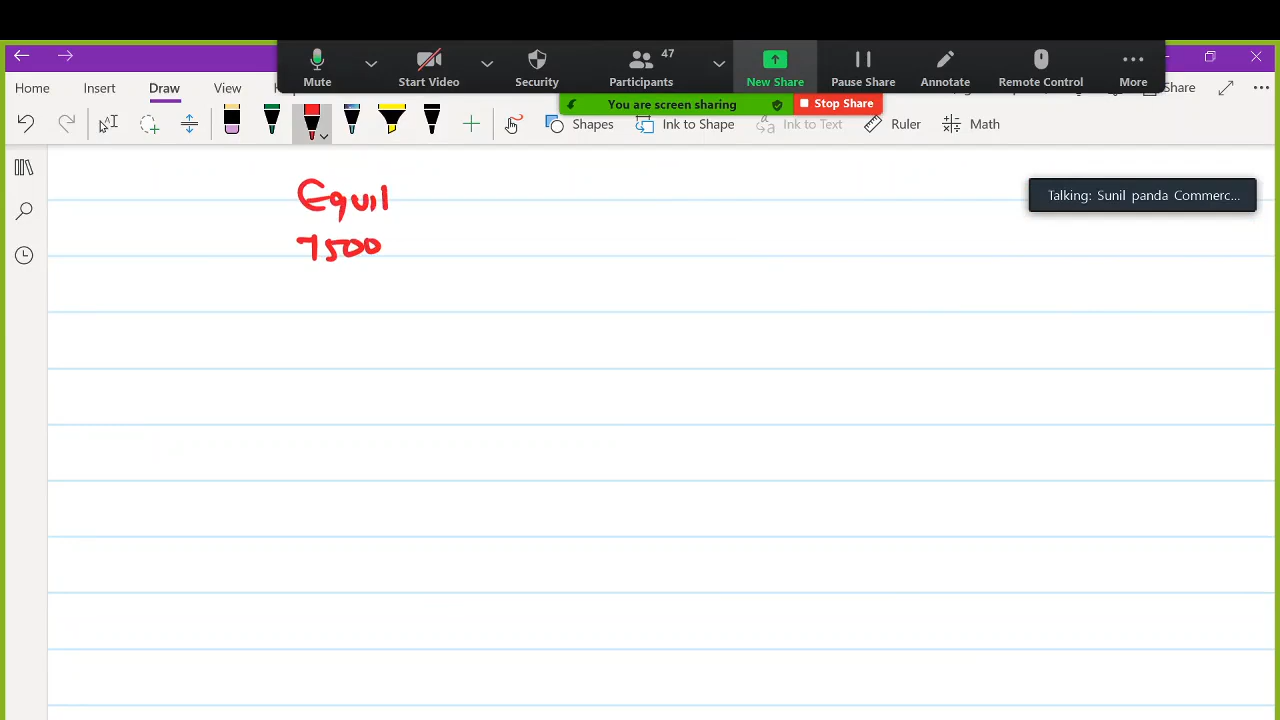 47
Mute
Start Video
Security
Participants
New Share
Pause Share
Annotate
Remote Control
More
You are screen sharing
Stop Share
Home
Insert
Draw
View
Share
Shapes
Ink to Shape
Ink to Text
Ruler
Math
Talking: Sunil panda Commerc...
Equil
7500